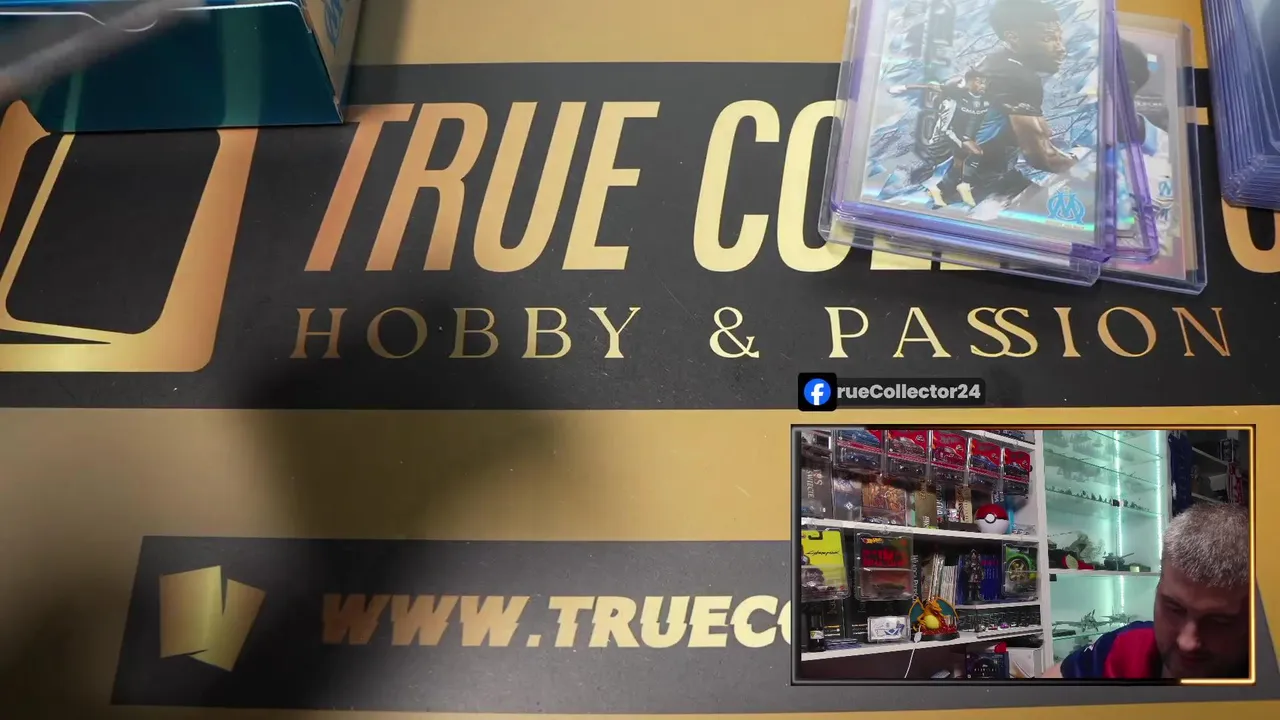 TRUE CO
HOBBY & PASSION
rueCollector24
WWW.TRUEC